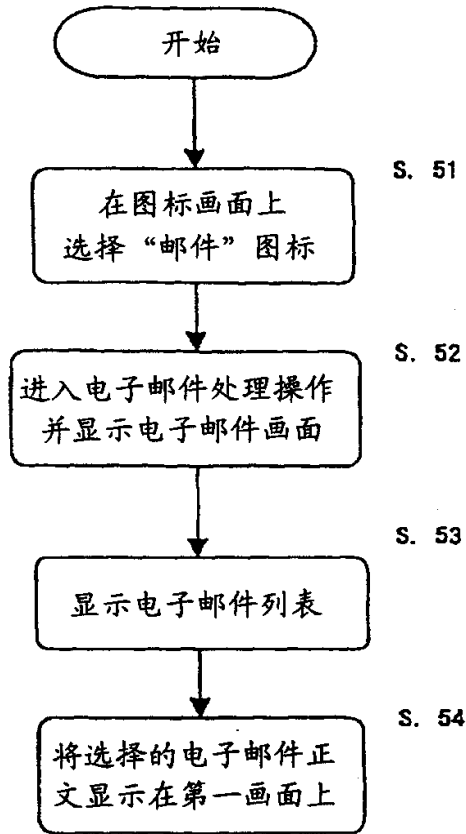 开始
S. 51
在图标画面上
选择“邮件”图标
S. 52
进入电子邮件处理操作
并显示电子邮件画面
S. 53
显示电子邮件列表
S. 54
将选择的电子邮件正
文显示在第一画面上